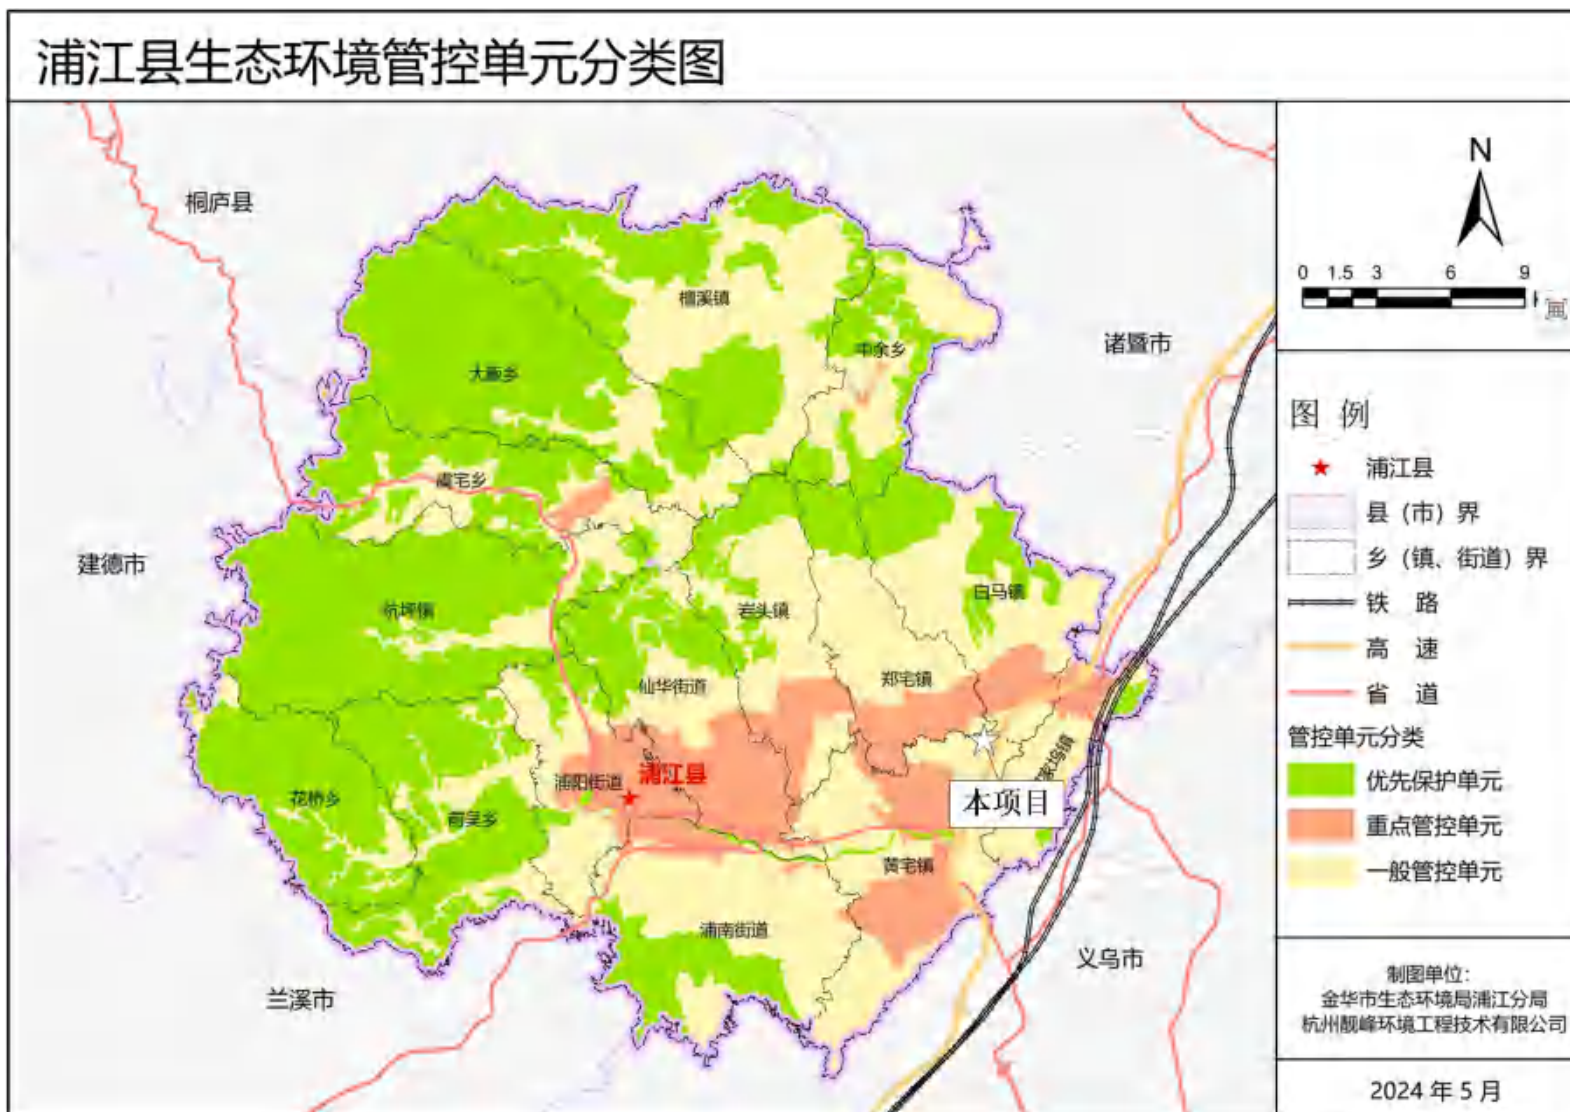 浦江县生态环境管控单元分类图
桐庐县
檀溪镇
中余乡
诸暨市
大畈乡
虞宅乡
建德市
杭坪镇
岩头镇
白马镇
仙华街道
郑宅镇
浦江县
浦阳街道
花桥乡
前吴乡
本项目
黄宅镇
浦南街道
兰溪市
义乌市
N
0 1.5 3 6 9
图 例
浦江县
县（市）界
乡（镇、街道）界
铁 路
高 速
省 道
管控单元分类
优先保护单元
重点管控单元
一般管控单元
制图单位：
金华市生态环境局浦江分局
杭州靓峰环境工程技术有限公司
2024 年 5 月